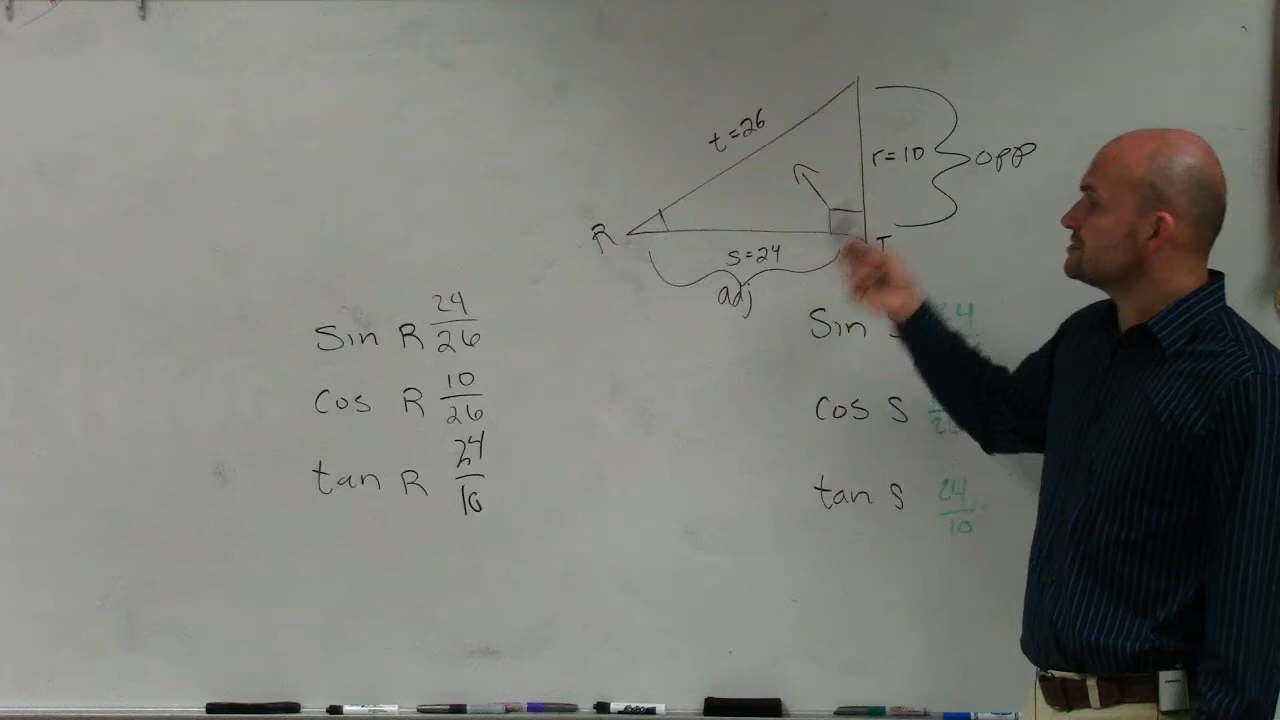 t=26
r=10
opp
R
T
s=24
adj
sin R 24/26
cos R 10/26
tan R 24/10
sin S
cos S
tan S 24/10